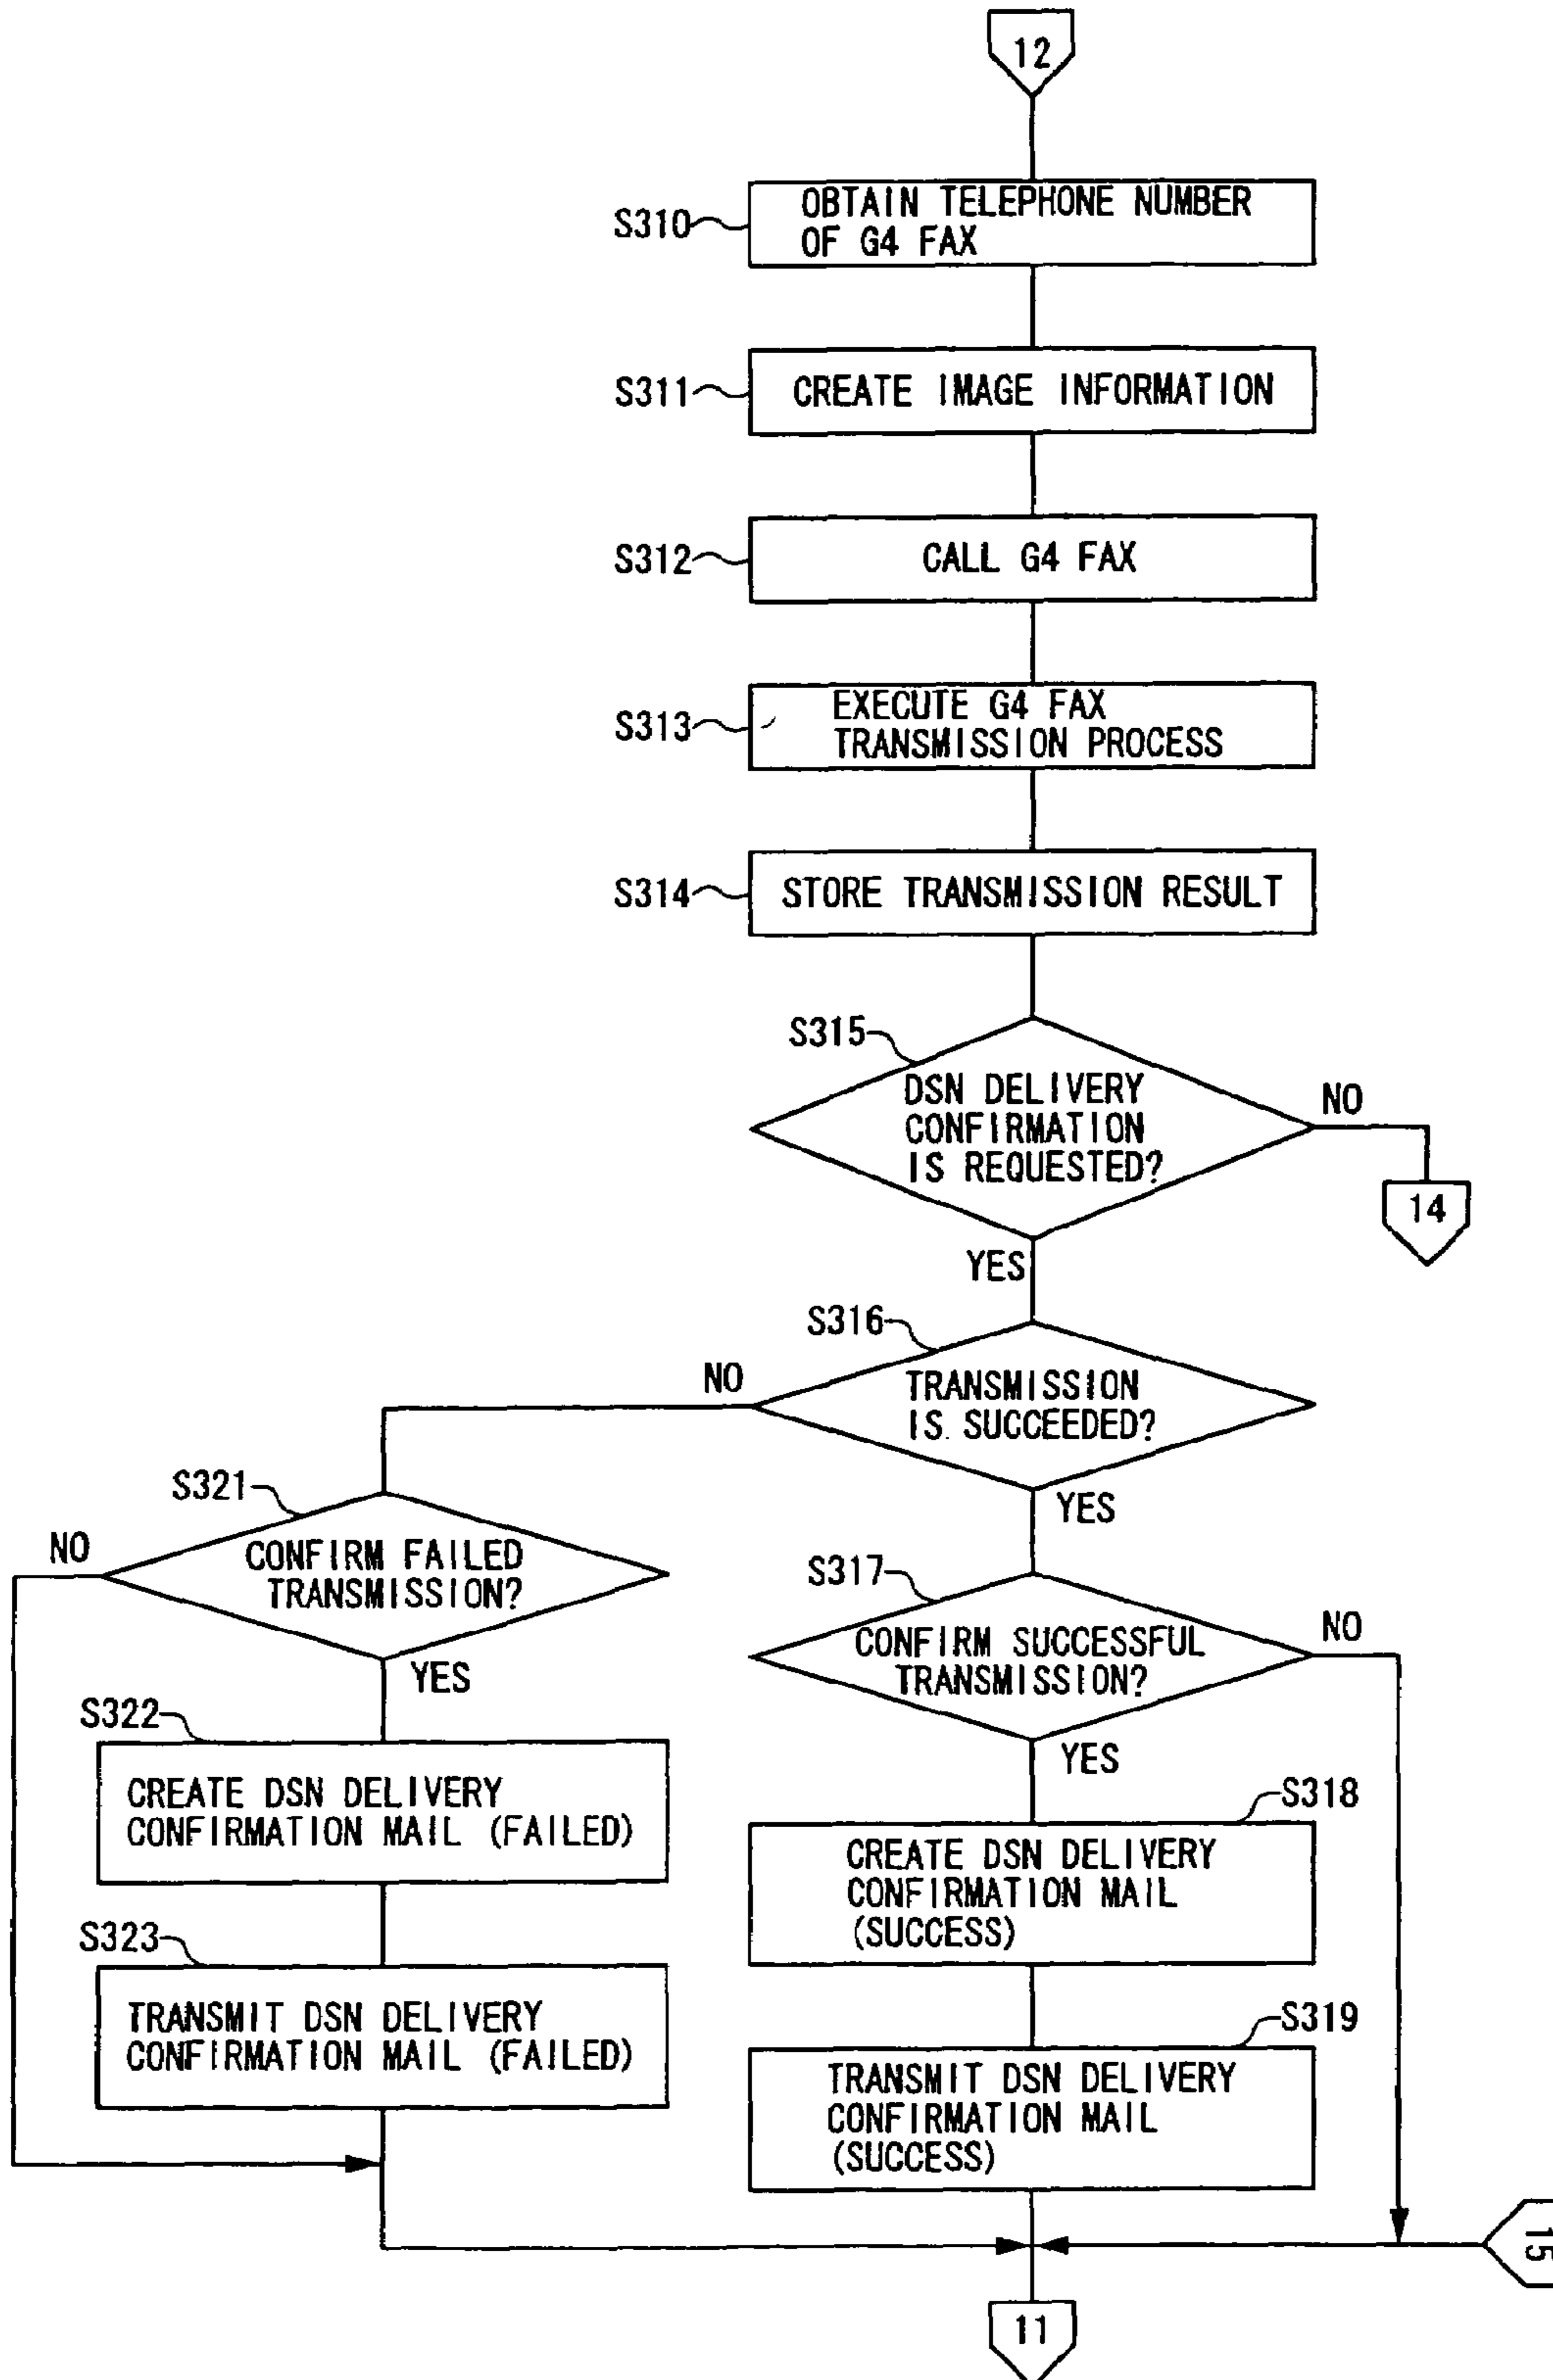 12
S310
OBTAIN TELEPHONE NUMBER
OF G4 FAX
S311
CREATE IMAGE INFORMATION
S312
CALL G4 FAX
S313
EXECUTE G4 FAX
TRANSMISSION PROCESS
S314
STORE TRANSMISSION RESULT
S315
DSN DELIVERY
CONFIRMATION
IS REQUESTED?
NO
14
YES
S316
NO
TRANSMISSION
IS SUCCEEDED?
YES
S321
NO
CONFIRM FAILED
TRANSMISSION?
YES
S317
CONFIRM SUCCESSFUL
TRANSMISSION?
NO
YES
S322
CREATE DSN DELIVERY
CONFIRMATION MAIL (FAILED)
S318
CREATE DSN DELIVERY
CONFIRMATION MAIL
(SUCCESS)
S323
TRANSMIT DSN DELIVERY
CONFIRMATION MAIL (FAILED)
S319
TRANSMIT DSN DELIVERY
CONFIRMATION MAIL
(SUCCESS)
15
11